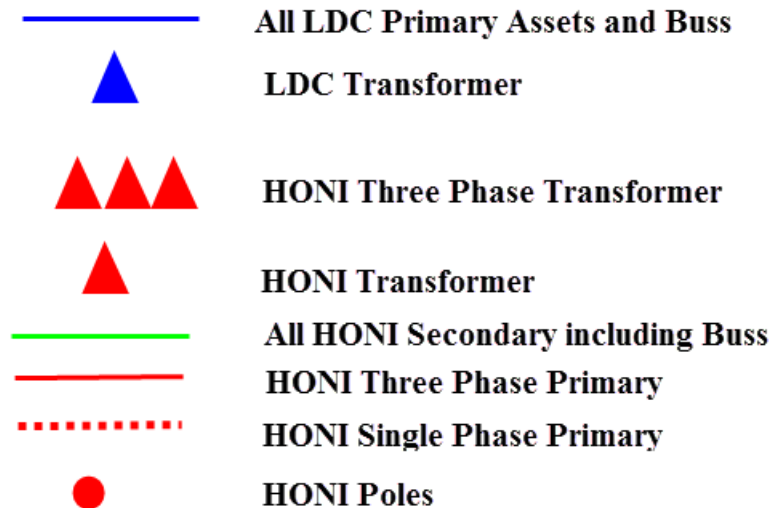 All LDC Primary Assets and Buss
LDC Transformer
HONI Three Phase Transformer
HONI Transformer
All HONI Secondary including Buss
HONI Three Phase Primary
HONI Single Phase Primary
HONI Poles